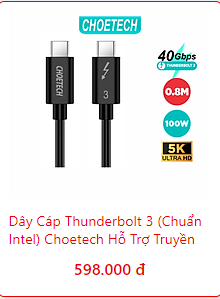 CHOETECH
40Gbps
THUNDERBOLT 3
0.8M
100W
5K
ULTRA HD
CHOETECH
3
Dây Cáp Thunderbolt 3 (Chuẩn
Intel) Choetech Hỗ Trợ Truyền
598.000 đ